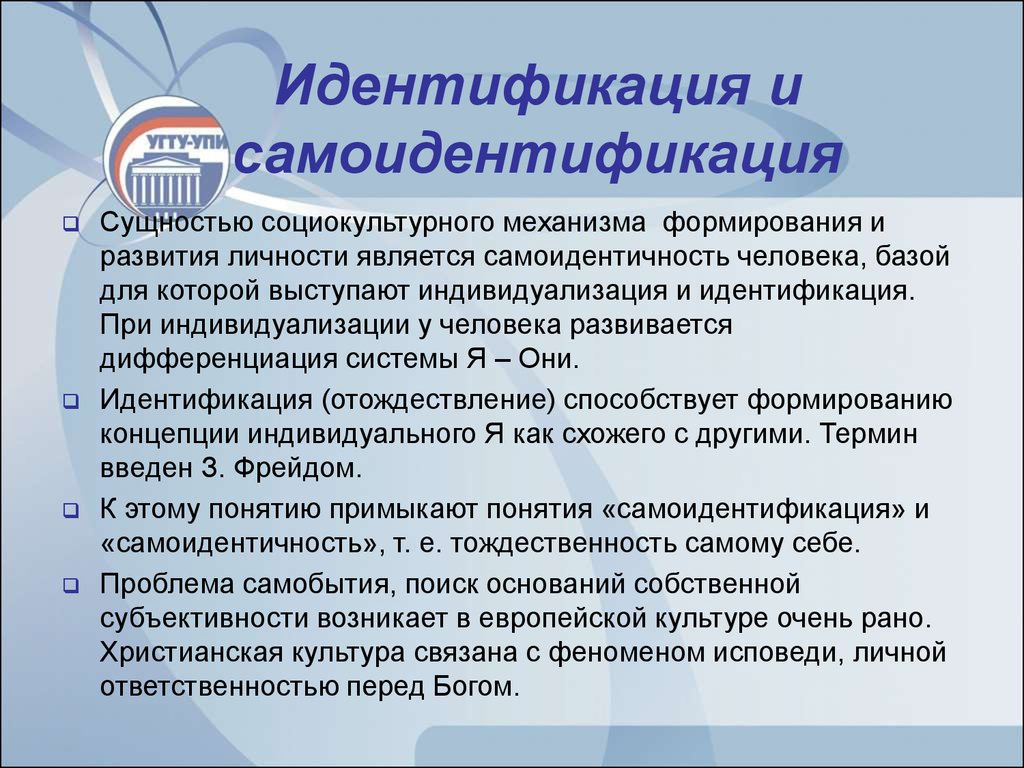 Идентификация и
самоидентификация
УГТУ-УПИ
Сущностью социокультурного механизма формирования и
развития личности является самоидентичность человека, базой
для которой выступают индивидуализация и идентификация.
При индивидуализации у человека развивается
дифференциация системы Я – Они.
Идентификация (отождествление) способствует формированию
концепции индивидуального Я как схожего с другими. Термин
введен З. Фрейдом.
К этому понятию примыкают понятия «самоидентификация» и
«самоидентичность», т. е. тождественность самому себе.
Проблема самобытия, поиск оснований собственной
субъективности возникает в европейской культуре очень рано.
Христианская культура связана с феноменом исповеди, личной
ответственностью перед Богом.